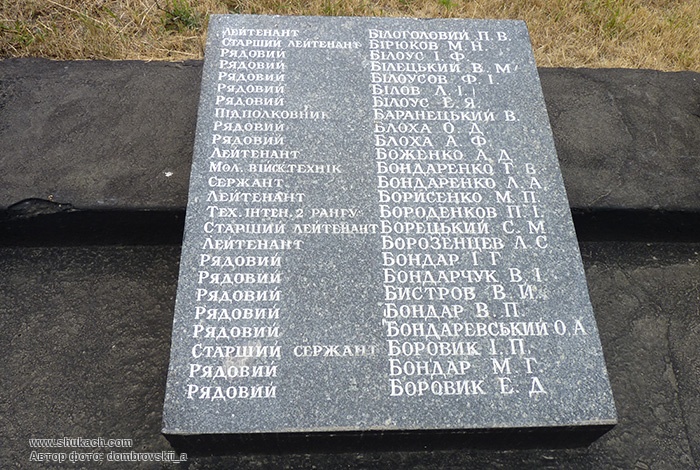 Лейтенант Білоголовий П.В.
Старший лейтенант Бірюков М.Н.
Рядовий Білоус І.Ф.
Рядовий Білецький В.М.
Рядовий Білоусов Ф.І.
Рядовий Білов Л.І.
Рядовий Білоус Е.Я.
Підполковник Баранецький В.
Рядовий Блоха О.Д.
Рядовий Блоха А.Ф.
Лейтенант Боженко А.Д.
Мол. військ.технік Бондаренко Г.В.
Сержант Бондаренко Л.А.
Лейтенант Борисенко М.П.
Тех. інтен. 2 рангу Бороденков П.І.
Старший лейтенант Борецький С.М
Лейтенант Борозенцев Л.С
Рядовий Бондар І.Г.
Рядовий Бондарчук В.І.
Рядовий Бистров В.И.
Рядовий Бондар В.П.
Рядовий Бондаревський О.А
Старший сержант Боровик І.П.
Рядовий Бондар М.Г.
Рядовий Боровик Е.Д
www.shukach.com
Автор фото: dombrovskii_a